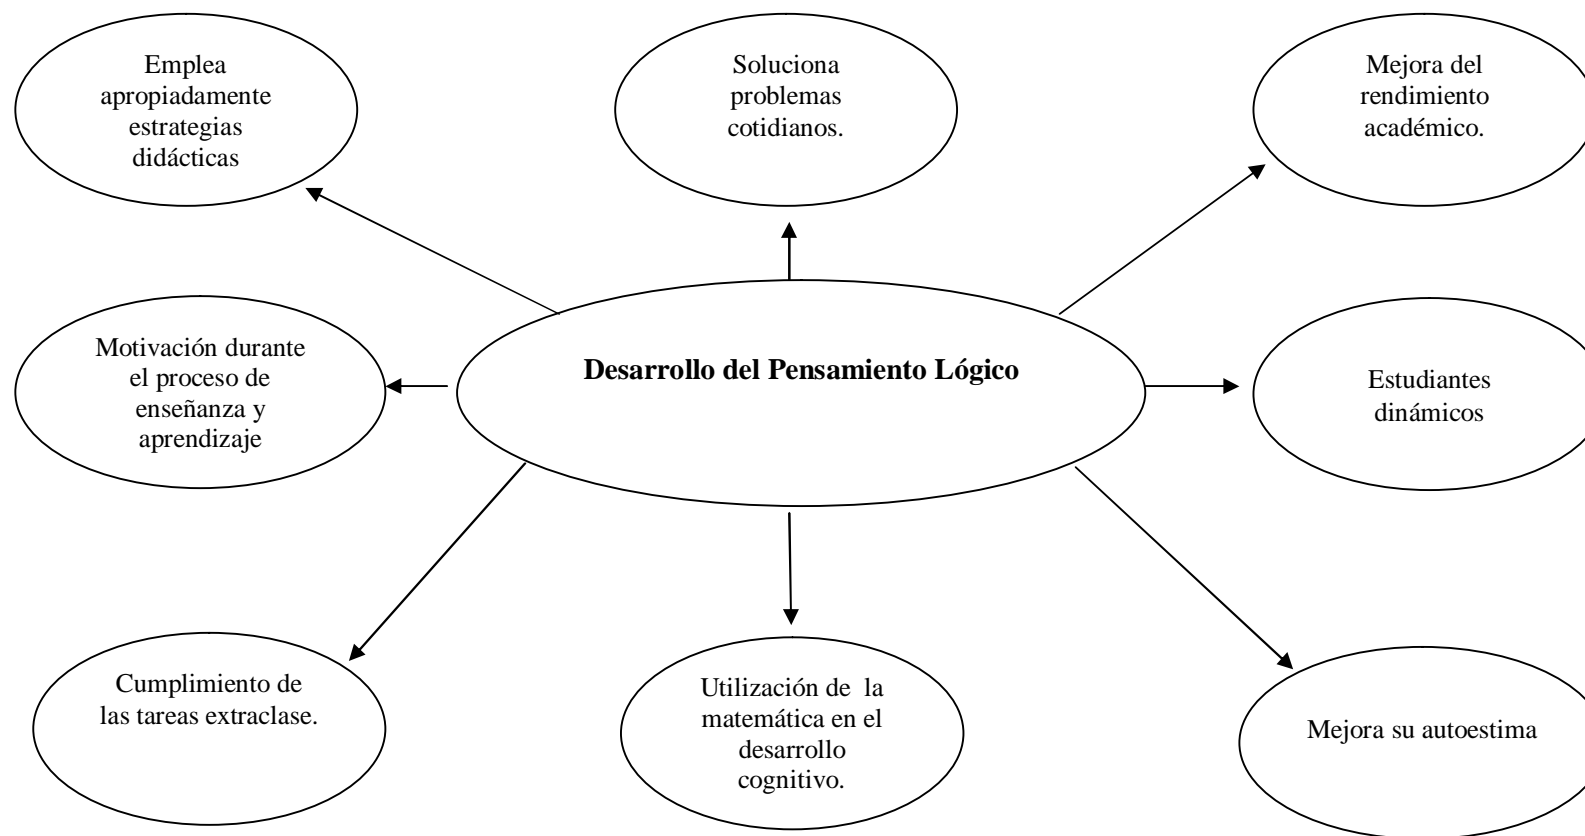 Emplea
apropiadamente
estrategias
didácticas
Soluciona
problemas
cotidianos.
Mejora del
rendimiento
académico.
Motivación durante
el proceso de
enseñanza y
aprendizaje
Desarrollo del Pensamiento Lógico
Estudiantes
dinámicos
Cumplimiento de
las tareas extraclase.
Utilización de  la
matemática en el
desarrollo
cognitivo.
Mejora su autoestima